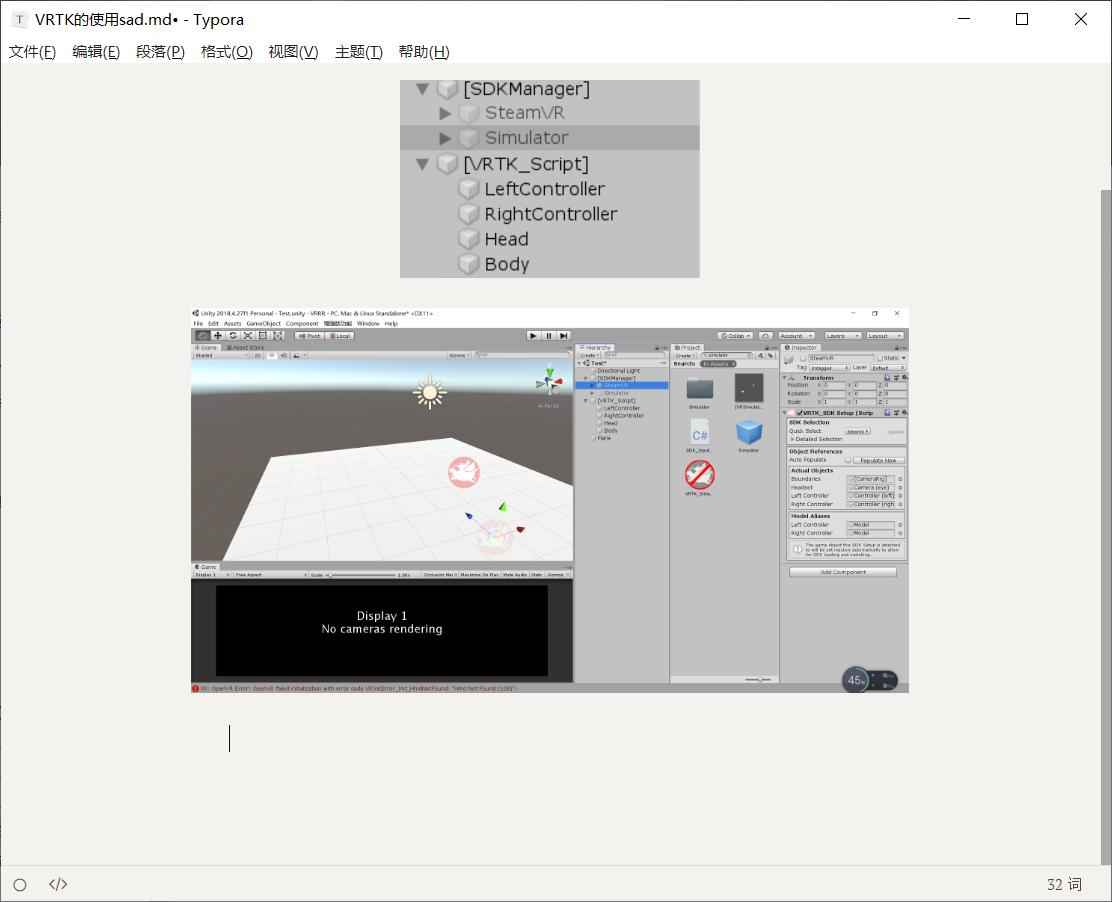 VRTK的使用sad.md• - Typora
文件(F) 编辑(E) 段落(P) 格式(O) 视图(V) 主题(T) 帮助(H)
[SDKManager]
SteamVR
Simulator
[VRTK_Script]
LeftController
RightController
Head
Body
Unity 2018.4.27f1 Personal - Test.unity - VRRR - PC, Mac & Linux Standalone* <DX11>
File Edit Assets GameObject Component Window Help
Pivot Local
Collab Account Layers Layout
Scene Asset Store
Shaded 2D Gizmos
Persp
Hierarchy
Create
Test*
Directional Light
[SDKManager]
SteamVR
Simulator
[VRTK_Script]
LeftController
RightController
Head
Body
Plane
Project
Create simulator
Search: In Assets
Simulator [VRSimulat...
C#
SDK_Input... Simulator
VRTK_Simu...
Inspector
SteamVR Static
Tag Untagged Layer Default
Transform
Position X 0 Y 0 Z 0
Rotation X 0 Y 0 Z 0
Scale X 1 Y 1 Z 1
VRTK_SDK Setup (Scrip
SDK Selection
Quick Select SteamVR OpenVR
Detailed Selection
Object References
Auto Populate Populate Now
Actual Objects
Boundaries [CameraRig]
Headset Camera (eye)
Left Controller Controller (left)
Right Controller Controller (righ
Model Aliases
Left Controller Model
Right Controller Model
The game object this SDK Setup is attached
to will be set inactive automatically to allow
for SDK loading and switching.
Add Component
Game
Display 1 Free Aspect Scale 1.00x Maximize On Play Mute Audio Stats Gizmos
Display 1
No cameras rendering
45%
VR: OpenVR Error! OpenVR failed initialization with error code VRInitError_Init_HmdNotFound: "Hmd Not Found (108)"!
32 词